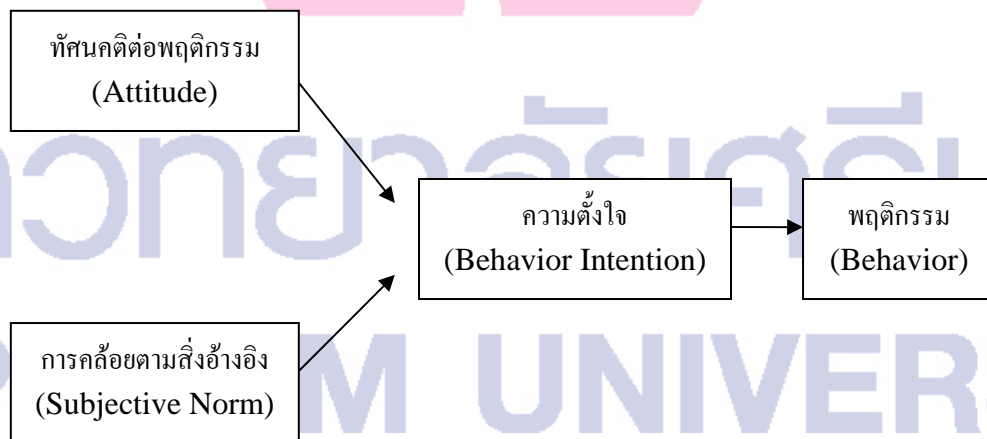 ทัศนคติต่อพฤติกรรม
(Attitude)
ความตั้งใจ
(Behavior Intention)
พฤติกรรม
(Behavior)
การคล้อยตามสิ่งอ้างอิง
(Subjective Norm)